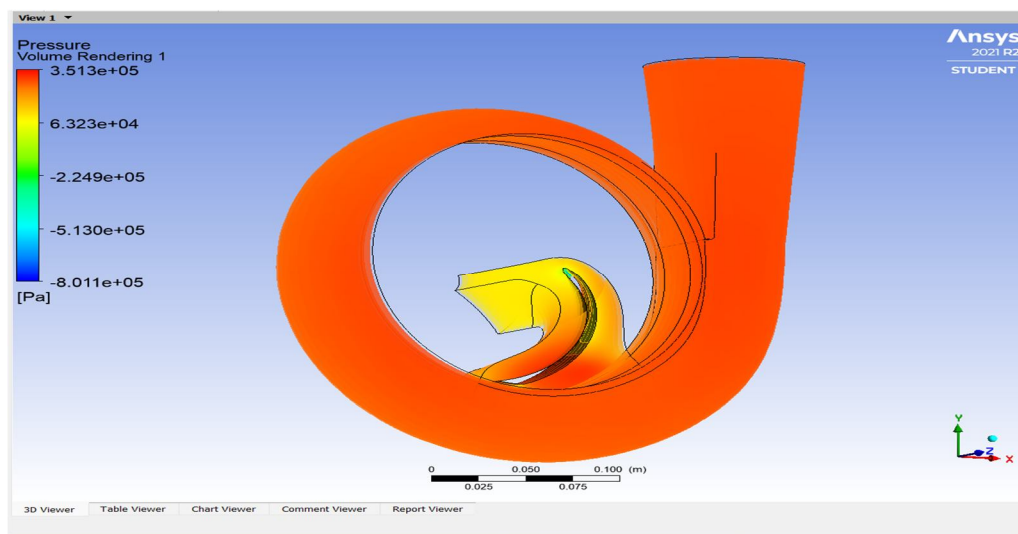 View 1
Pressure
Volume Rendering 1
3.513e+05
6.323e+04
-2.249e+05
-5.130e+05
-8.011e+05
[Pa]
Ansys
2021 R2
STUDENT
Y
Z
X
0 0.050 0.100 (m)
0.025 0.075
3D Viewer Table Viewer Chart Viewer Comment Viewer Report Viewer